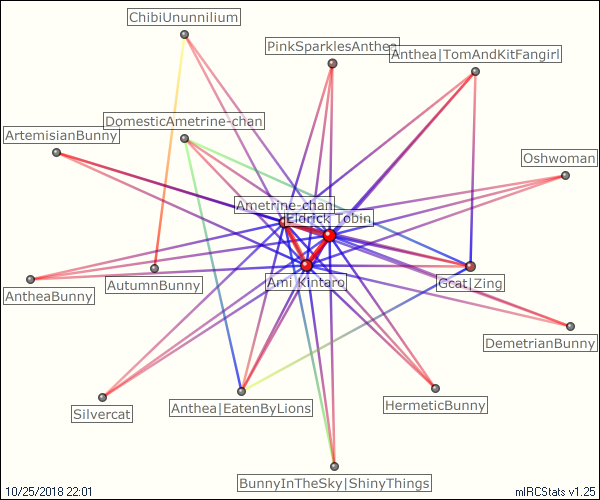 ChibiUnunnilium
PinkSparklesAnthea
Anthea|TomAndKitFangirl
DomesticAmetrine-chan
ArtemisianBunny
Oshwoman
Ametrine-chan
Eldrick Tobin
Ami Kintaro
Gcat|Zing
AutumnBunny
AntheaBunny
DemetrianBunny
Silvercat
Anthea|EatenByLions
HermeticBunny
BunnyInTheSky|ShinyThings
10/25/2018 22:01
mIRCStats v1.25